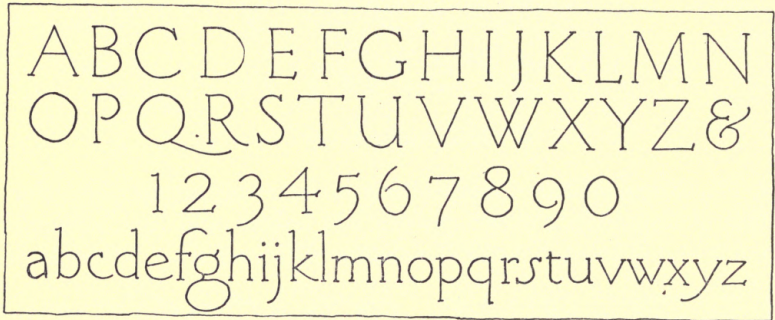 ABCDEFGHIJKLMN
OPQRSTUVWXYZ&
1234567890
abcdefghijklmnopqrstuvwxyz